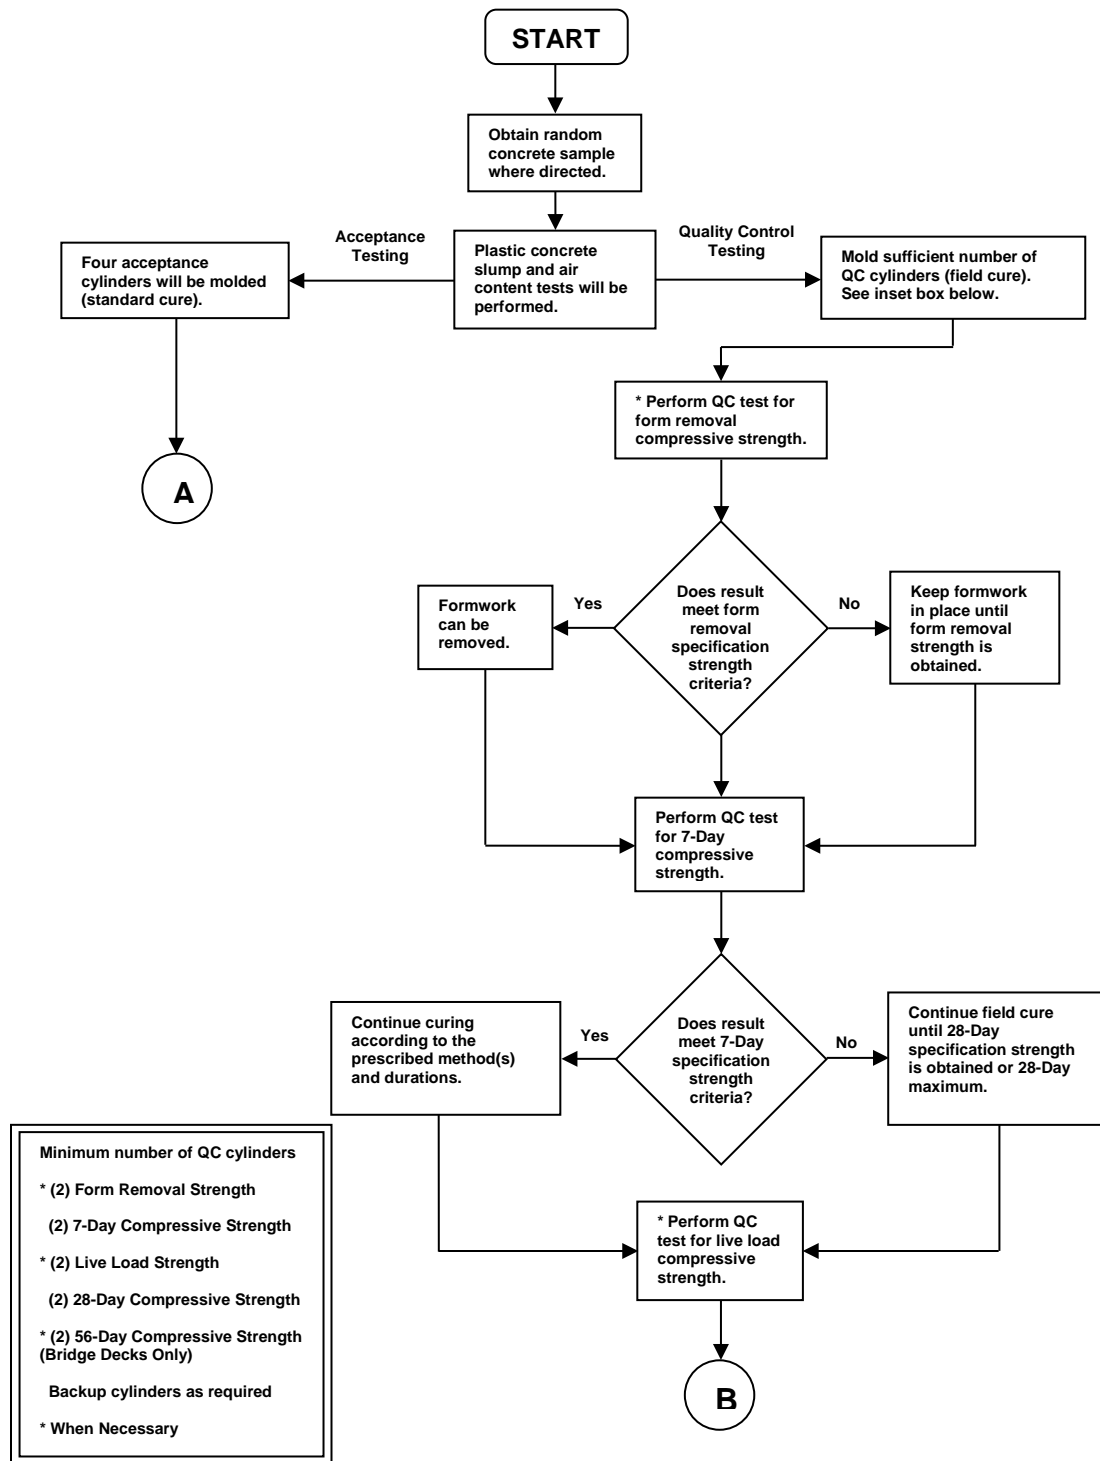 START
Obtain random
concrete sample
where directed.
Acceptance
Testing
Quality Control
Testing
Four acceptance
cylinders will be molded
(standard cure).
Plastic concrete
slump and air
content tests will be
performed.
Mold sufficient number of
QC cylinders (field cure).
See inset box below.
* Perform QC test for
form removal
compressive strength.
A
Does result
meet form
removal
specification
strength
criteria?
Yes
No
Formwork
can be
removed.
Keep formwork
in place until
form removal
strength is
obtained.
Perform QC test
for 7-Day
compressive
strength.
Does result
meet 7-Day
specification
strength
criteria?
Yes
No
Continue curing
according to the
prescribed method(s)
and durations.
Continue field cure
until 28-Day
specification strength
is obtained or 28-Day
maximum.
* Perform QC
test for live load
compressive
strength.
B
Minimum number of QC cylinders
* (2) Form Removal Strength
(2) 7-Day Compressive Strength
* (2) Live Load Strength
(2) 28-Day Compressive Strength
* (2) 56-Day Compressive Strength
(Bridge Decks Only)
Backup cylinders as required
* When Necessary